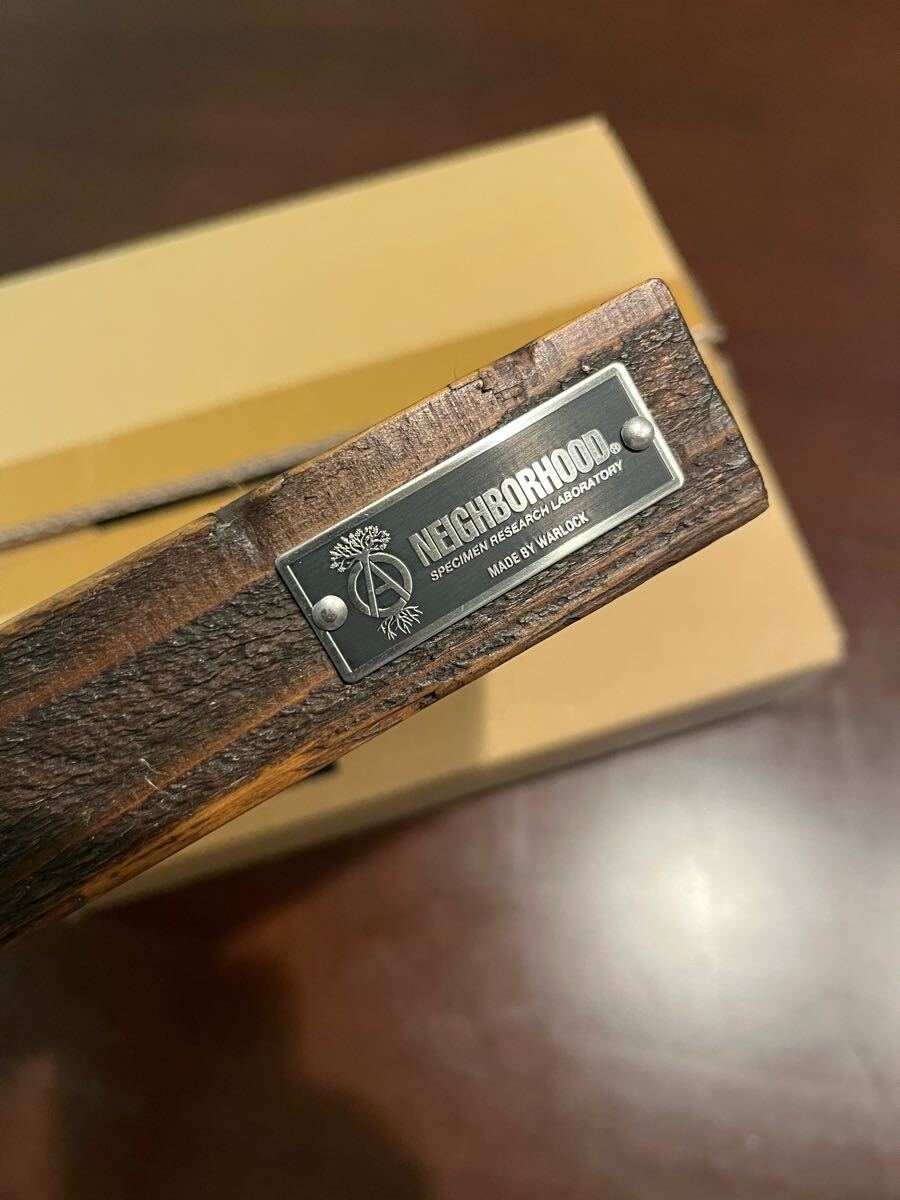 NEIGHBORHOOD®
SPECIMEN RESEARCH LABORATORY
MADE BY WARLOCK
A